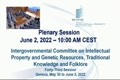 Plenary Session
June 2, 2022 – 10:00 AM CEST
Intergovernmental Committee on Intellectual
Property and Genetic Resources, Traditional
Knowledge and Folklore
Forty-Third Session
Geneva, May 30 to June 3, 2022